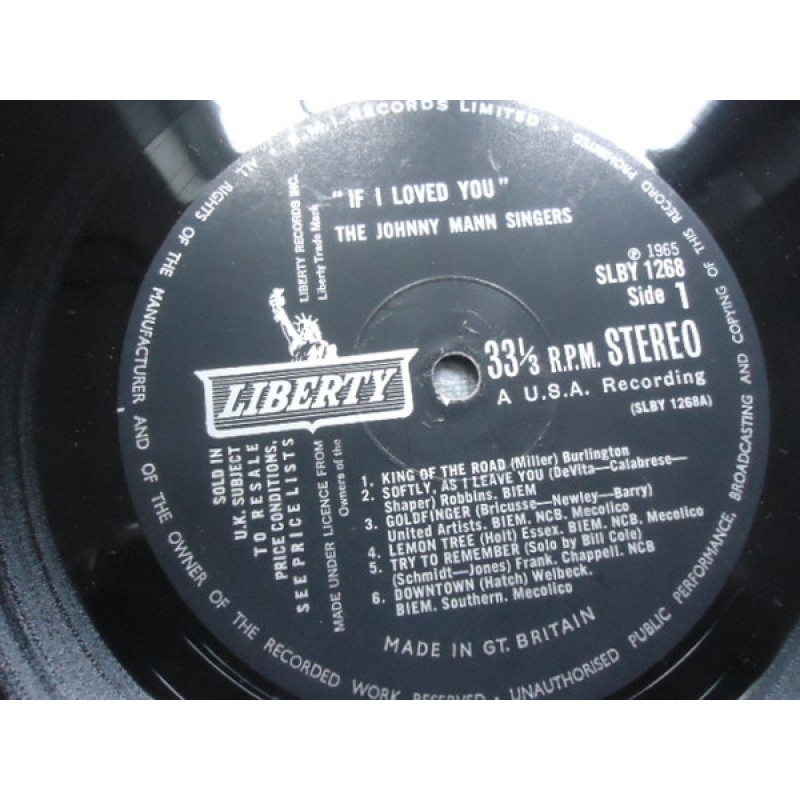 E.M.I. RECORDS LIMITED · ALL RIGHTS OF THE MANUFACTURER AND OF THE OWNER OF THE RECORDED WORK RESERVED · UNAUTHORISED PUBLIC PERFORMANCE, BROADCASTING AND COPYING OF THIS RECORD PROHIBITED
"IF I LOVED YOU"
THE JOHNNY MANN SINGERS
℗ 1965
SLBY 1268
Side 1
33⅓ R.P.M. STEREO
A U.S.A. Recording
(SLBY 1268A)
LIBERTY RECORDS INC.
Liberty Trade Mark
LIBERTY
SOLD IN
U.K. SUBJECT
TO RESALE
PRICE CONDITIONS,
SEE PRICE LISTS
MADE UNDER LICENCE FROM
Owners of the
1. KING OF THE ROAD (Miller) Burlington
2. SOFTLY, AS I LEAVE YOU (DeVita—Calabrese—
Shaper) Robbins. BIEM
3. GOLDFINGER (Bricusse—Newley—Barry)
United Artists. BIEM. NCB. Mecolico
4. LEMON TREE (Holt) Essex. BIEM. NCB. Mecolico
5. TRY TO REMEMBER (Solo by Bill Cole)
(Schmidt—Jones) Frank. Chappell. NCB
6. DOWNTOWN (Hatch) Welbeck.
BIEM. Southern. Mecolico
MADE IN GT. BRITAIN